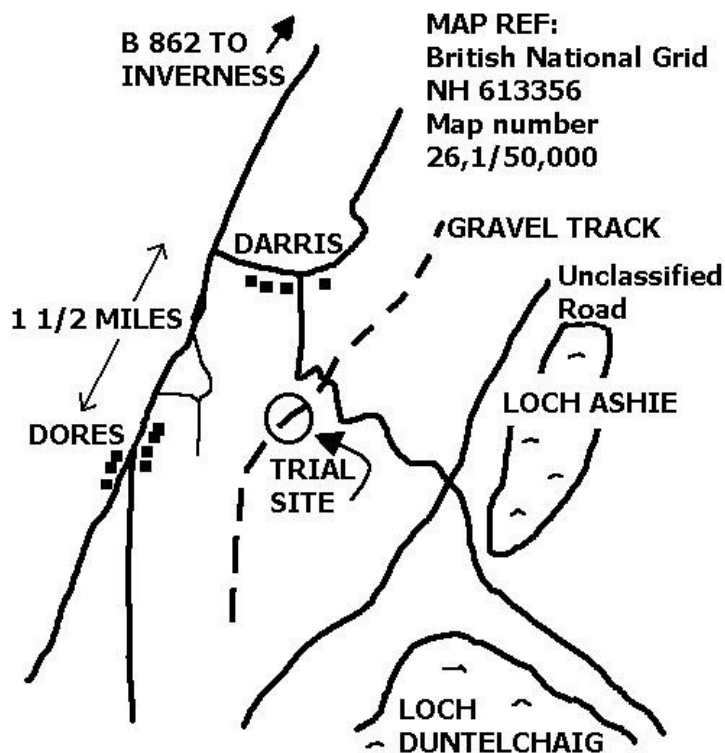 B 862 TO
INVERNESS
MAP REF:
British National Grid
NH 613356
Map number
26,1/50,000
DARRIS
GRAVEL TRACK
Unclassified
Road
1 1/2 MILES
LOCH ASHIE
DORES
TRIAL
SITE
LOCH
DUNTELCHAIG